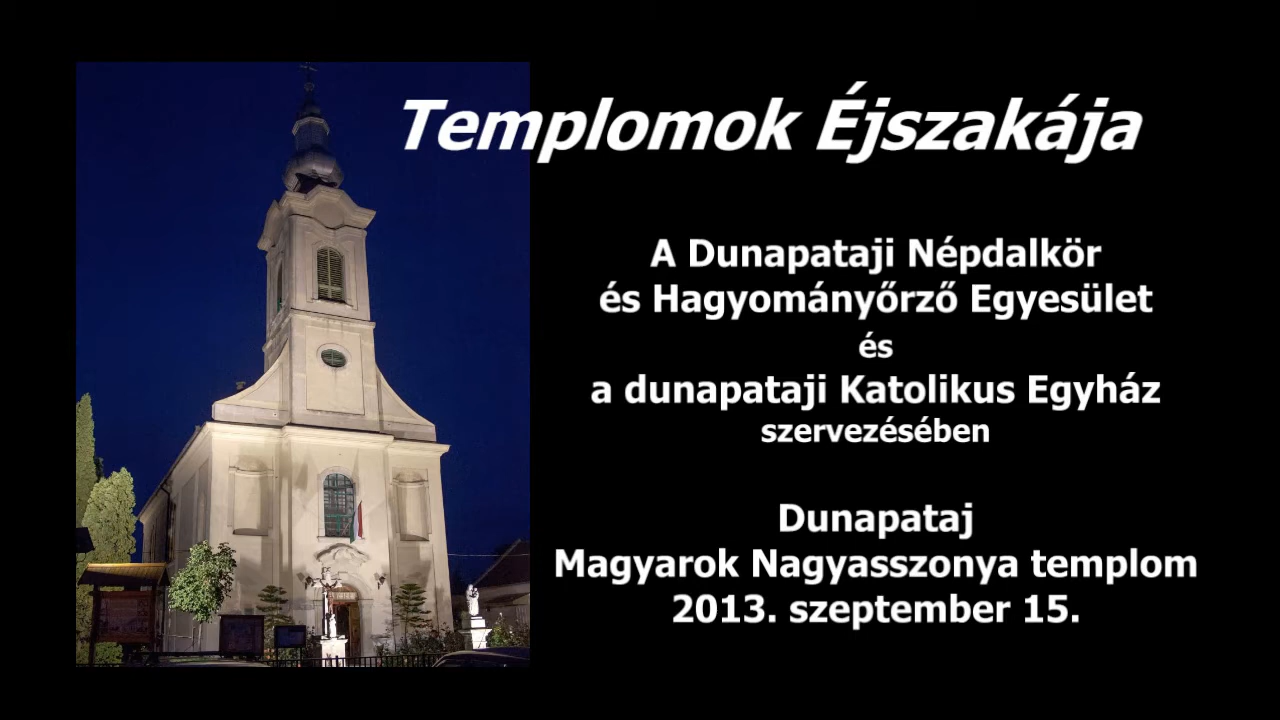 Templomok Éjszakája
A Dunapataji Népdalkör
és Hagyományőrző Egyesület
és
a dunapataji Katolikus Egyház
szervezésében
Dunapataj
Magyarok Nagyasszonya templom
2013. szeptember 15.